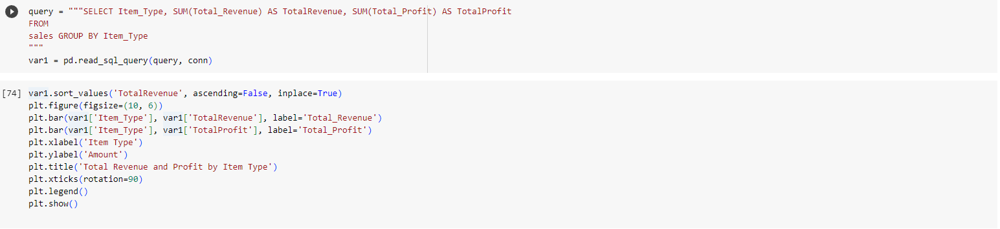 query = """SELECT Item_Type, SUM(Total_Revenue) AS TotalRevenue, SUM(Total_Profit) AS TotalProfit
FROM
sales GROUP BY Item_Type
"""
var1 = pd.read_sql_query(query, conn)
[74] var1.sort_values('TotalRevenue', ascending=False, inplace=True)
plt.figure(figsize=(10, 6))
plt.bar(var1['Item_Type'], var1['TotalRevenue'], label='Total_Revenue')
plt.bar(var1['Item_Type'], var1['TotalProfit'], label='Total_Profit')
plt.xlabel('Item Type')
plt.ylabel('Amount')
plt.title('Total Revenue and Profit by Item Type')
plt.xticks(rotation=90)
plt.legend()
plt.show()